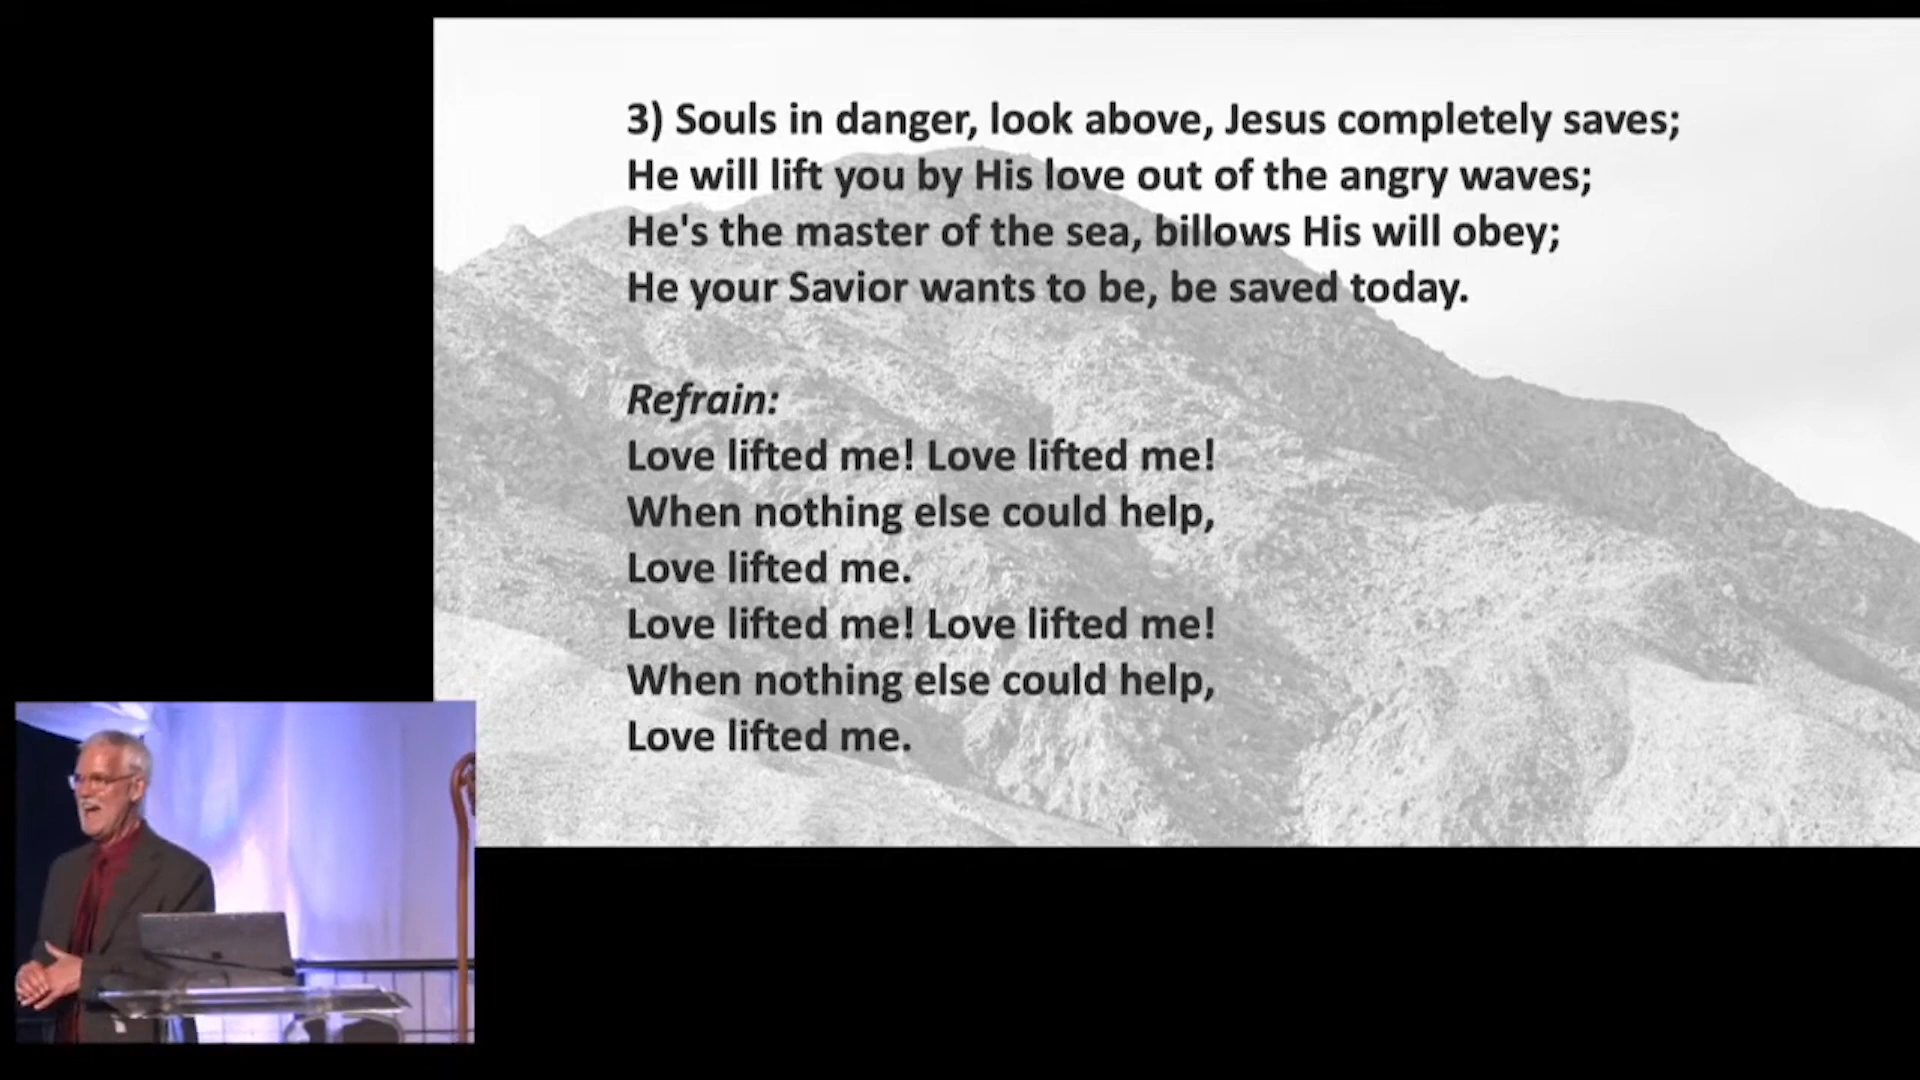 3) Souls in danger, look above, Jesus completely saves;
He will lift you by His love out of the angry waves;
He's the master of the sea, billows His will obey;
He your Savior wants to be, be saved today.
Refrain:
Love lifted me! Love lifted me!
When nothing else could help,
Love lifted me.
Love lifted me! Love lifted me!
When nothing else could help,
Love lifted me.